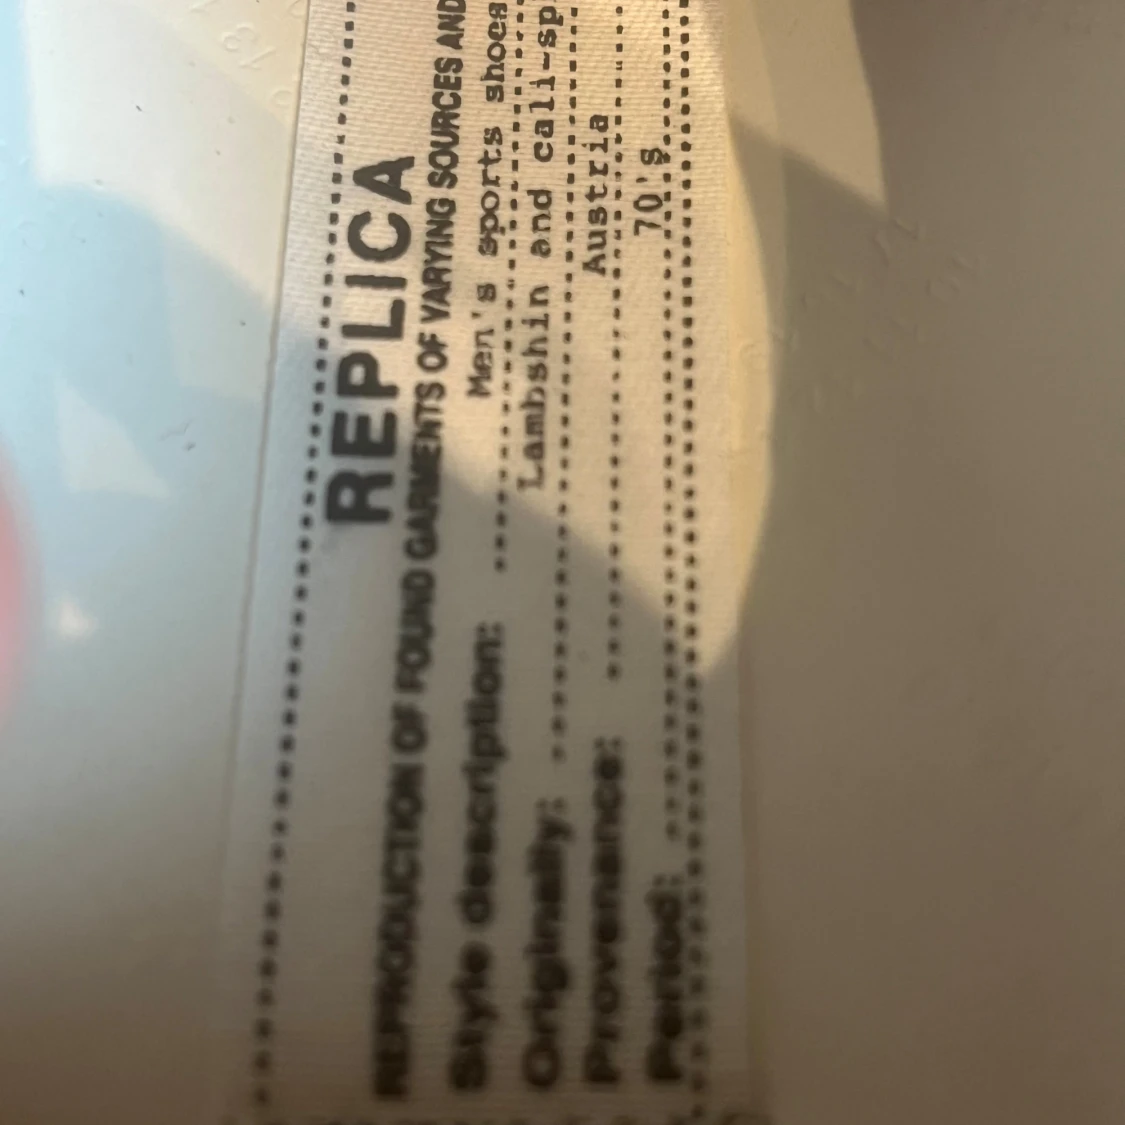 REPLICA
REPRODUCTION OF FOUND GARMENTS OF VARYING SOURCES AND
Style description: Men's sports shoes
Originally: Lambshin and cali-sp
Provenance: Austria
Period: 70's